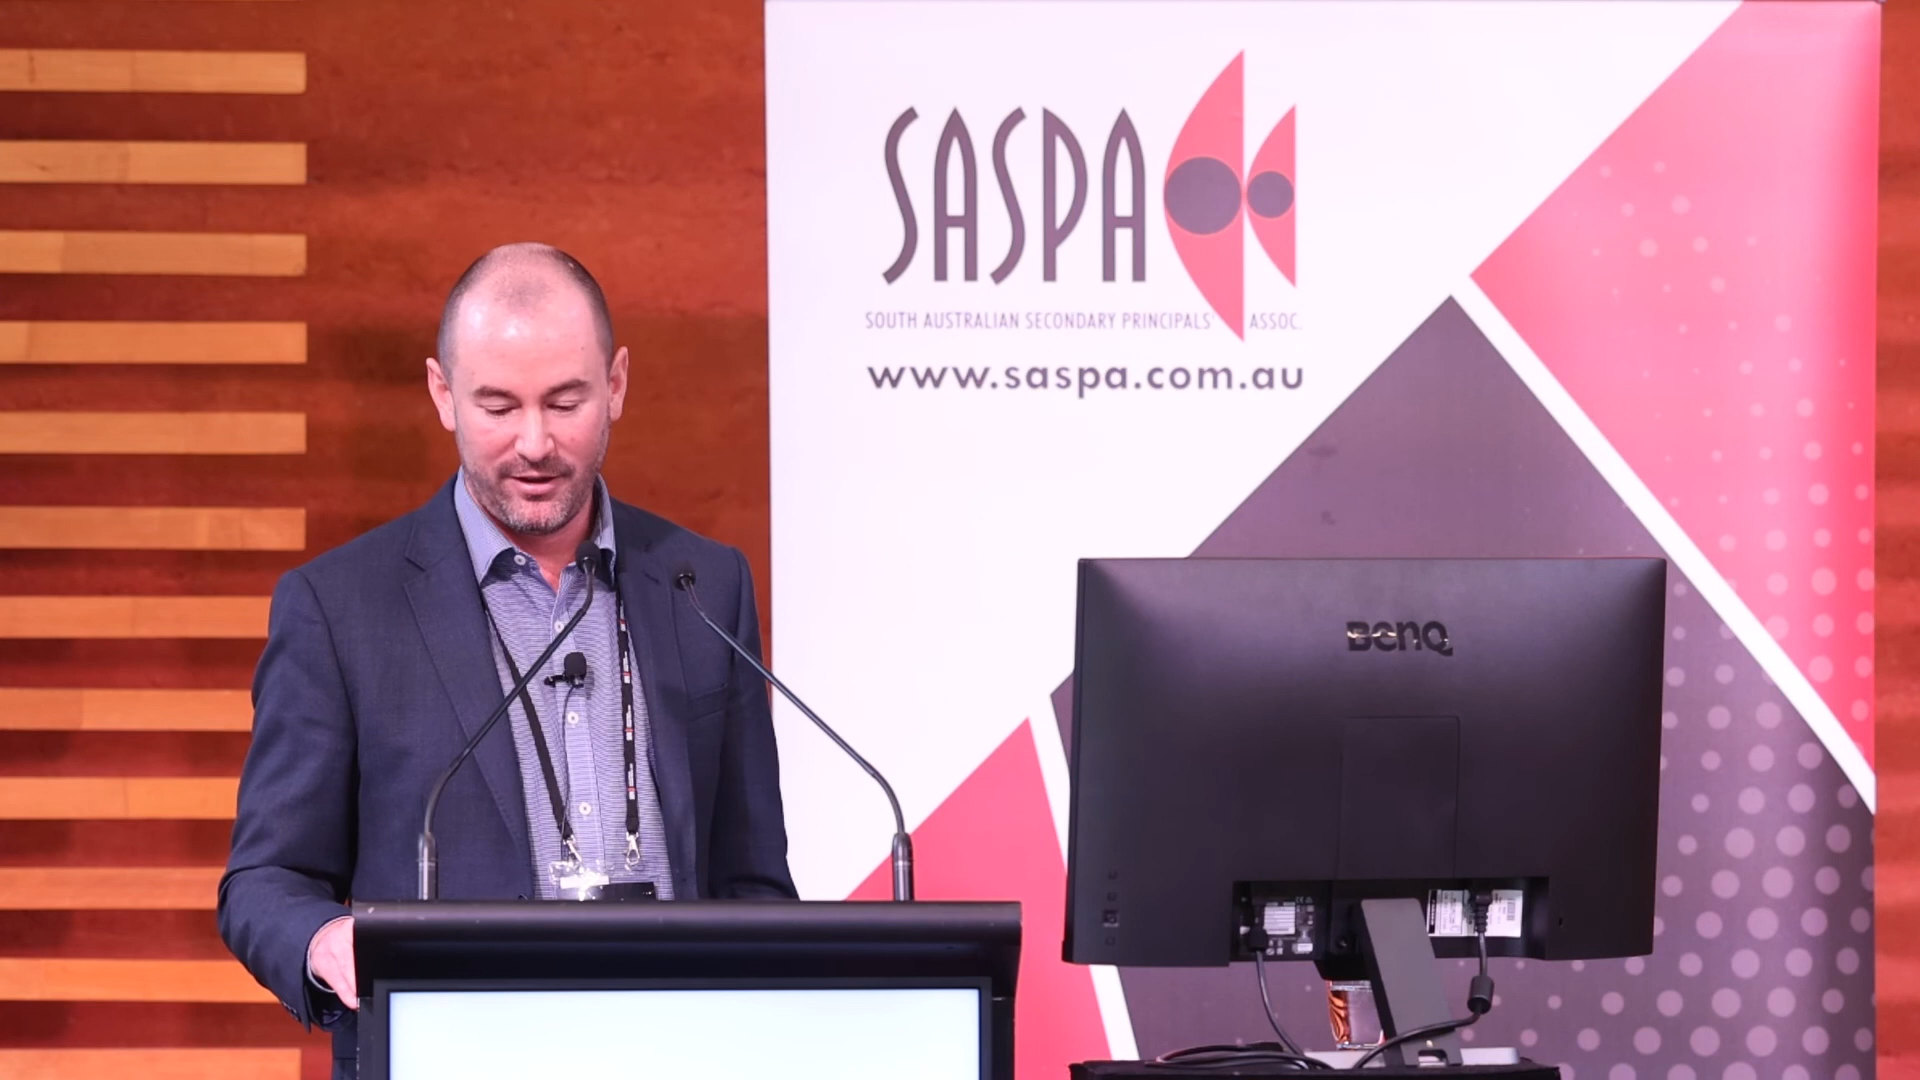 SASPA
SOUTH AUSTRALIAN SECONDARY PRINCIPALS' ASSOC.
www.saspa.com.au
BenQ